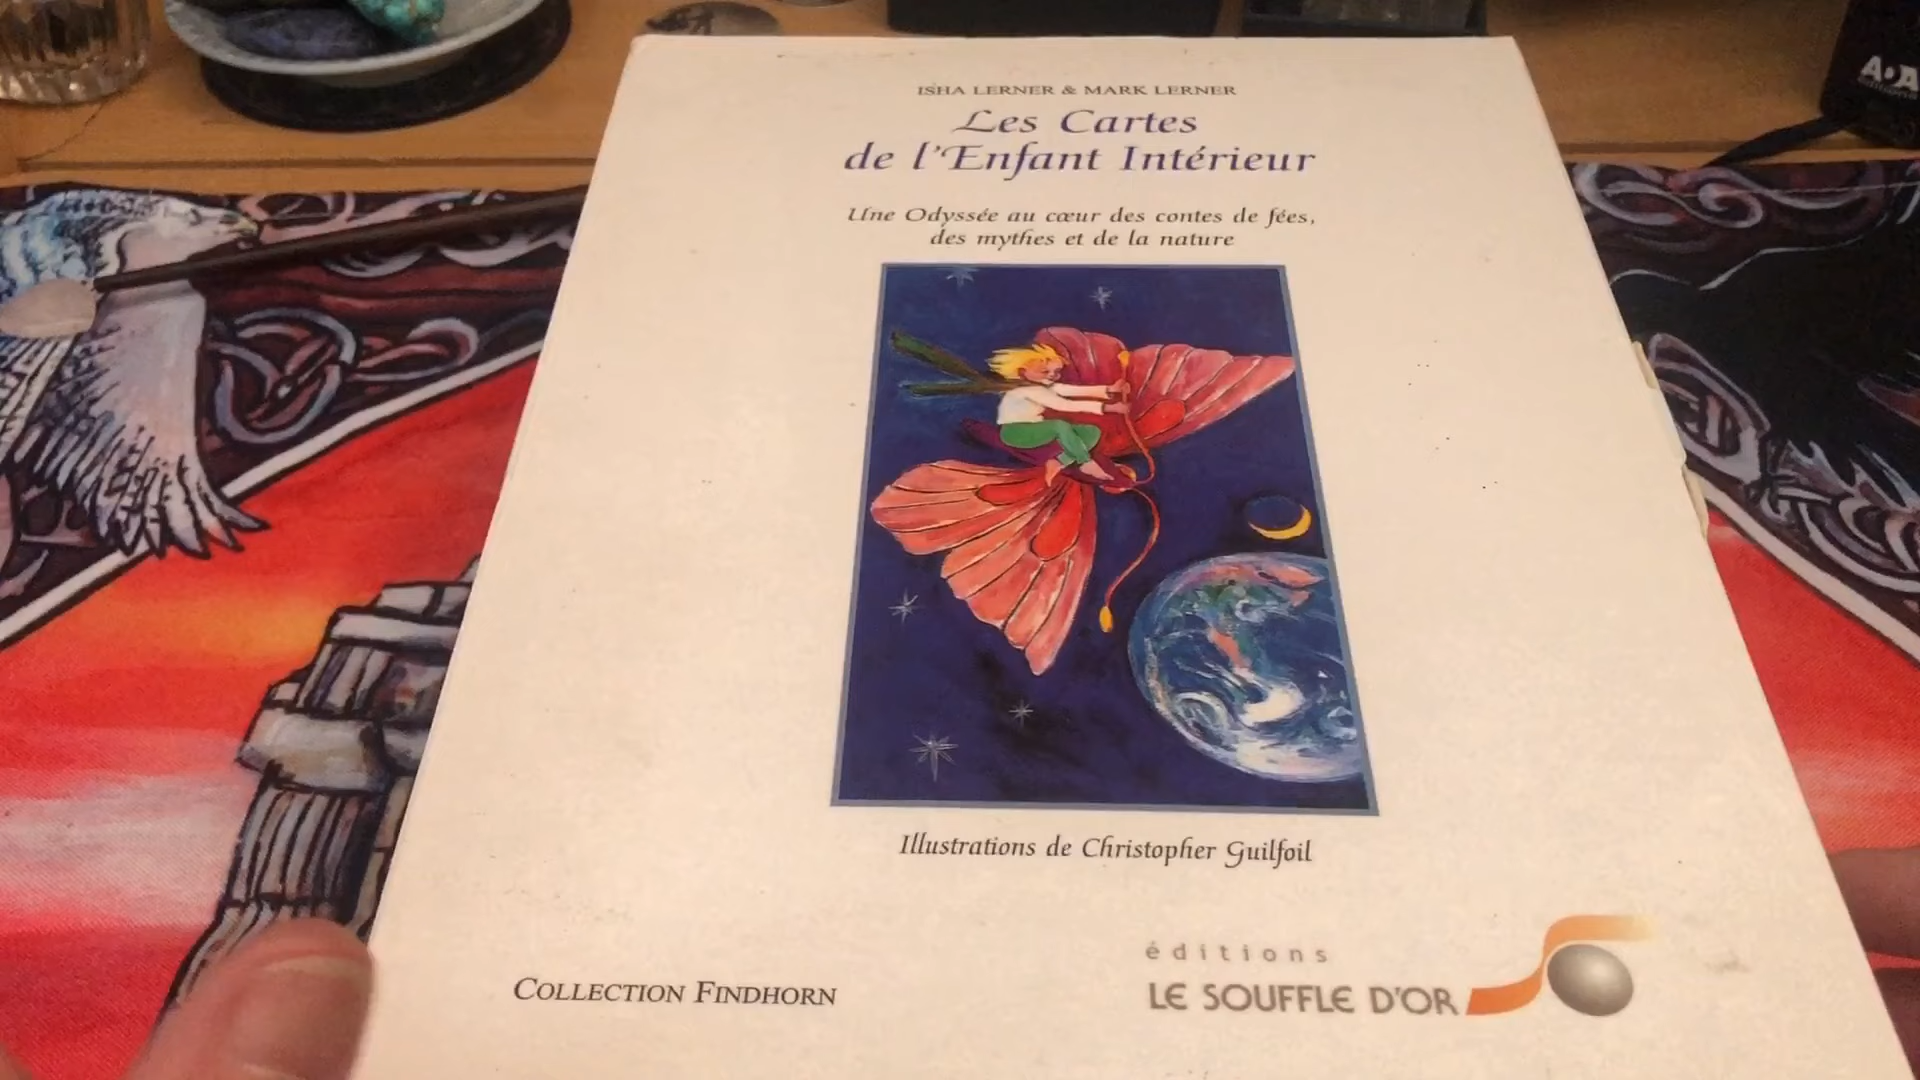 ISHA LERNER & MARK LERNER
Les Cartes
de l'Enfant Intérieur
Une Odyssée au cœur des contes de fées,
des mythes et de la nature
Illustrations de Christopher Guilfoil
COLLECTION FINDHORN
éditions
LE SOUFFLE D'OR